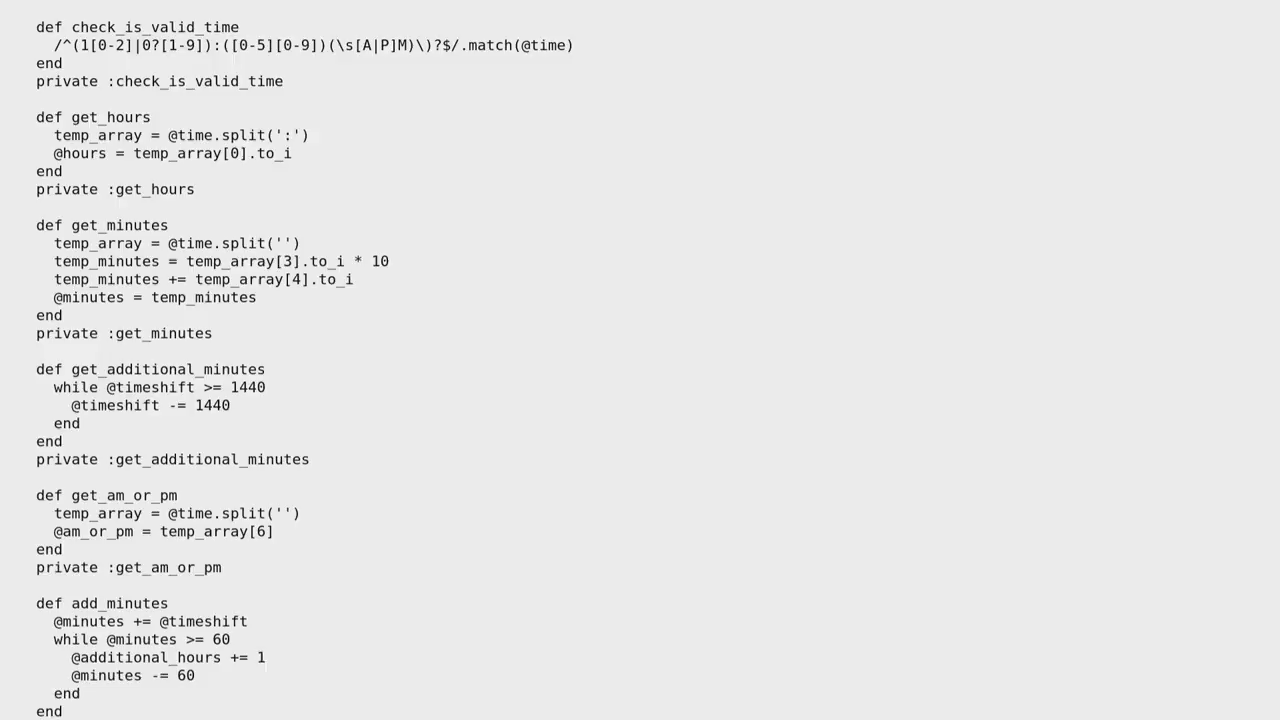 def check_is_valid_time
/^(1[0-2]|0?[1-9]):([0-5][0-9])(\s[A|P]M)\)?$/.match(@time)
end
private :check_is_valid_time
def get_hours
temp_array = @time.split(':')
@hours = temp_array[0].to_i
end
private :get_hours
def get_minutes
temp_array = @time.split('')
temp_minutes = temp_array[3].to_i * 10
temp_minutes += temp_array[4].to_i
@minutes = temp_minutes
end
private :get_minutes
def get_additional_minutes
while @timeshift >= 1440
@timeshift -= 1440
end
end
private :get_additional_minutes
def get_am_or_pm
temp_array = @time.split('')
@am_or_pm = temp_array[6]
end
private :get_am_or_pm
def add_minutes
@minutes += @timeshift
while @minutes >= 60
@additional_hours += 1
@minutes -= 60
end
end